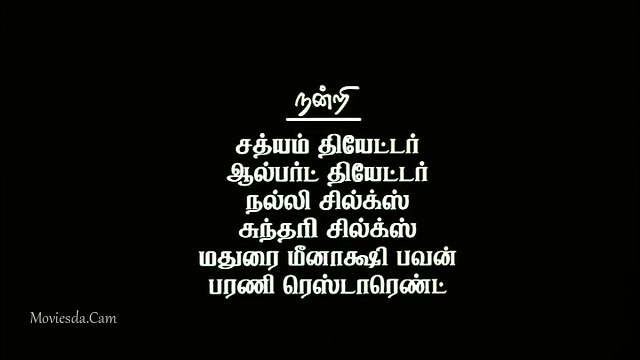 நன்றி
சத்யம் தியேட்டர்
ஆல்பர்ட் தியேட்டர்
நல்லி சில்க்ஸ்
சுந்தரி சில்க்ஸ்
மதுரை மீனாக்ஷி பவன்
பரணி ரெஸ்டாரெண்ட்
Moviesda.Cam